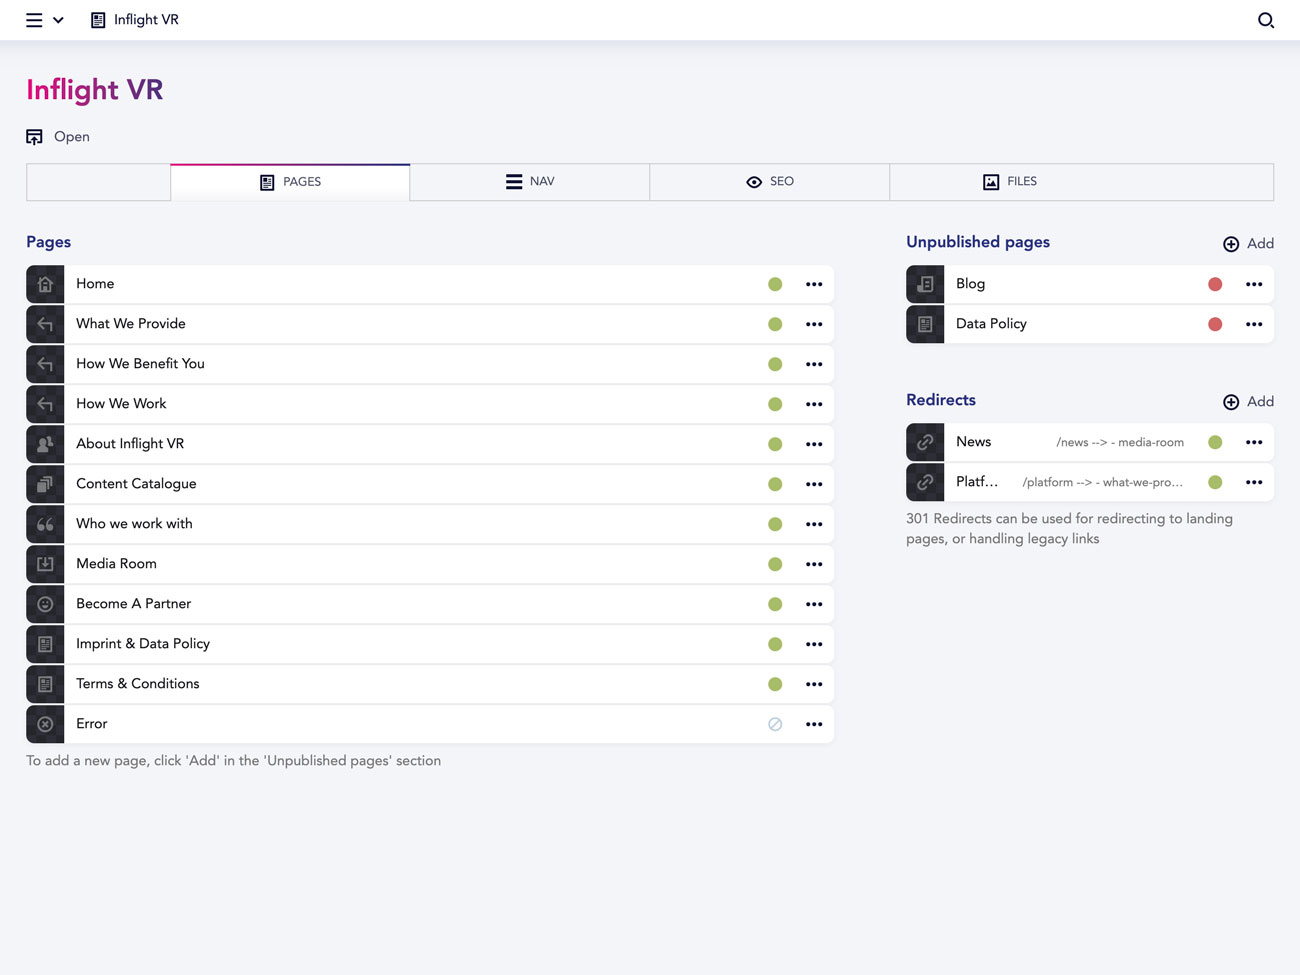 Inflight VR
Inflight VR
Open
PAGES
NAV
SEO
FILES
Pages
Home
What We Provide
How We Benefit You
How We Work
About Inflight VR
Content Catalogue
Who we work with
Media Room
Become A Partner
Imprint & Data Policy
Terms & Conditions
Error
To add a new page, click 'Add' in the 'Unpublished pages' section
Unpublished pages
Add
Blog
Data Policy
Redirects
Add
News /news --> - media-room
Platf... /platform --> - what-we-pro...
301 Redirects can be used for redirecting to landing
pages, or handling legacy links